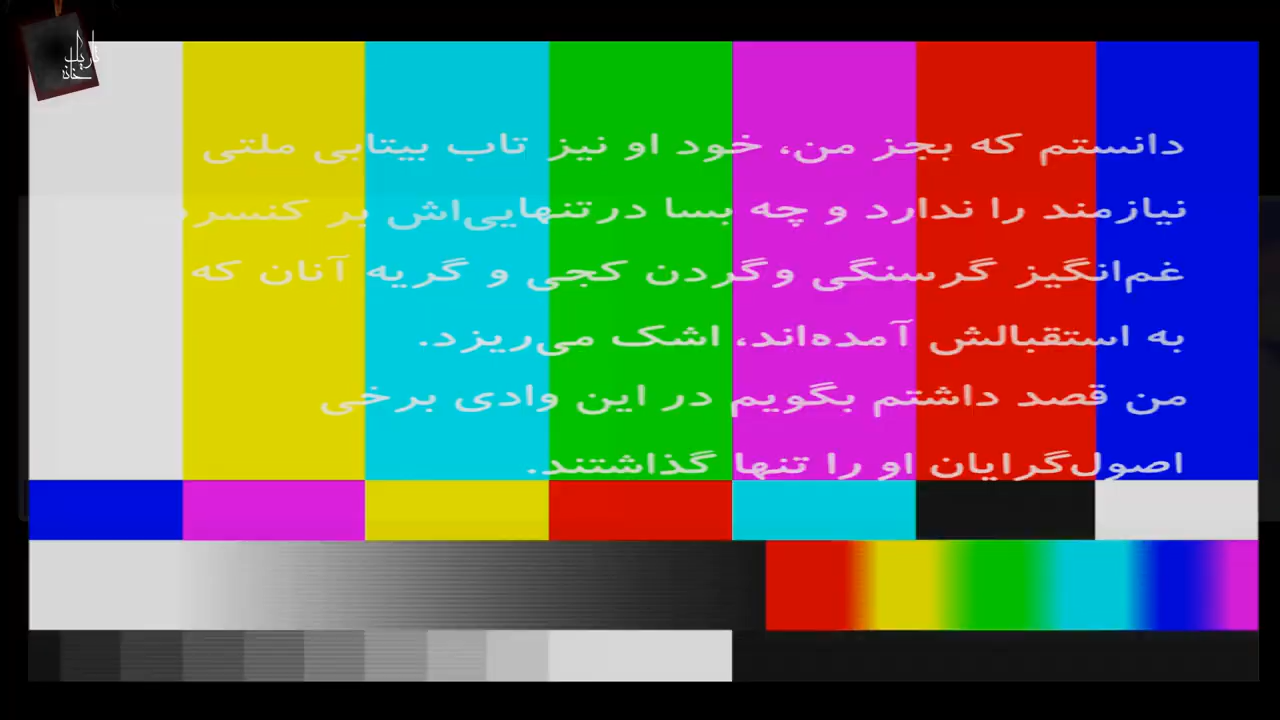 تاریک
خانه
دانستم که بجز من، خود او نیز تاب بیتابی ملتی
نیازمند را ندارد و چه بسا درتنهایی‌اش بر کنسرت
غم‌انگیز گرسنگی وگردن کجی و گریه آنان که
به استقبالش آمده‌اند، اشک می‌ریزد.
من قصد داشتم بگویم در این وادی برخی
اصول‌گرایان او را تنها گذاشتند.